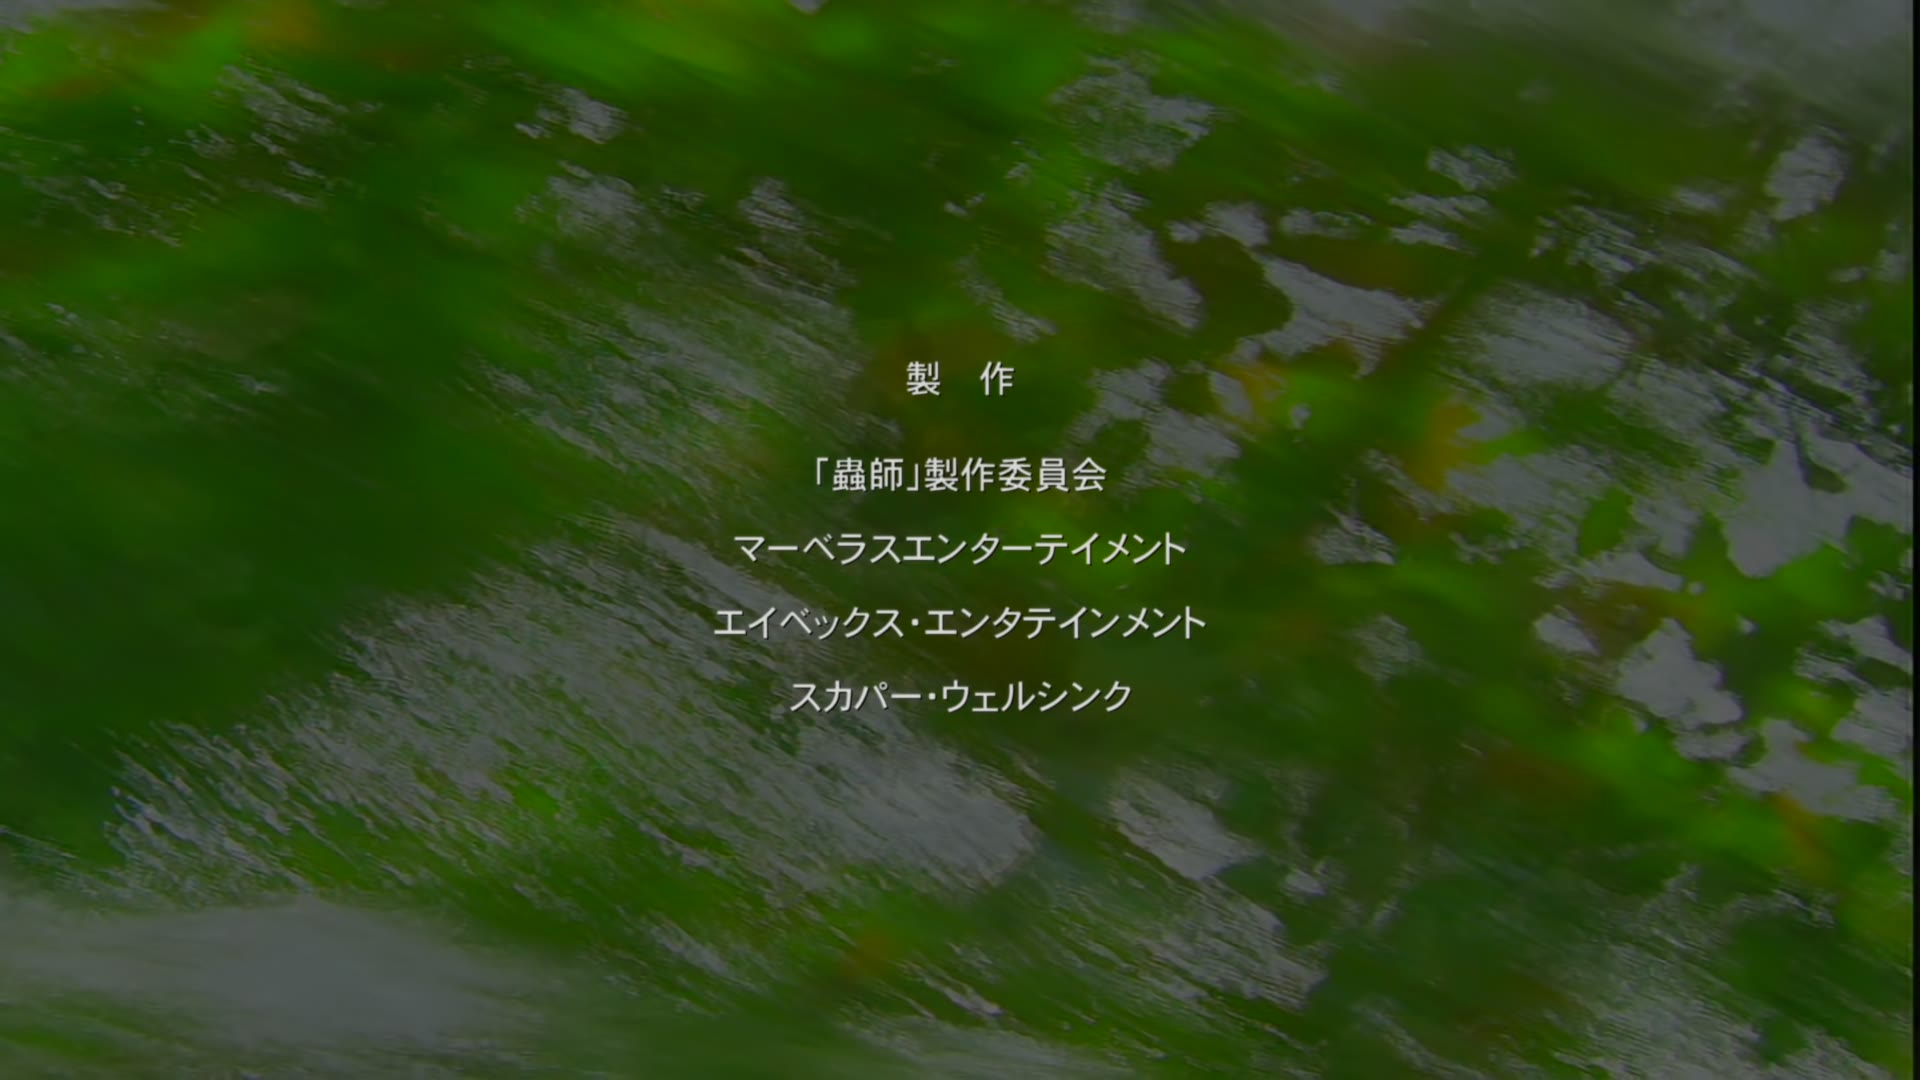 製　作
「蟲師」製作委員会
マーベラスエンターテイメント
エイベックス・エンタテインメント
スカパー・ウェルシンク